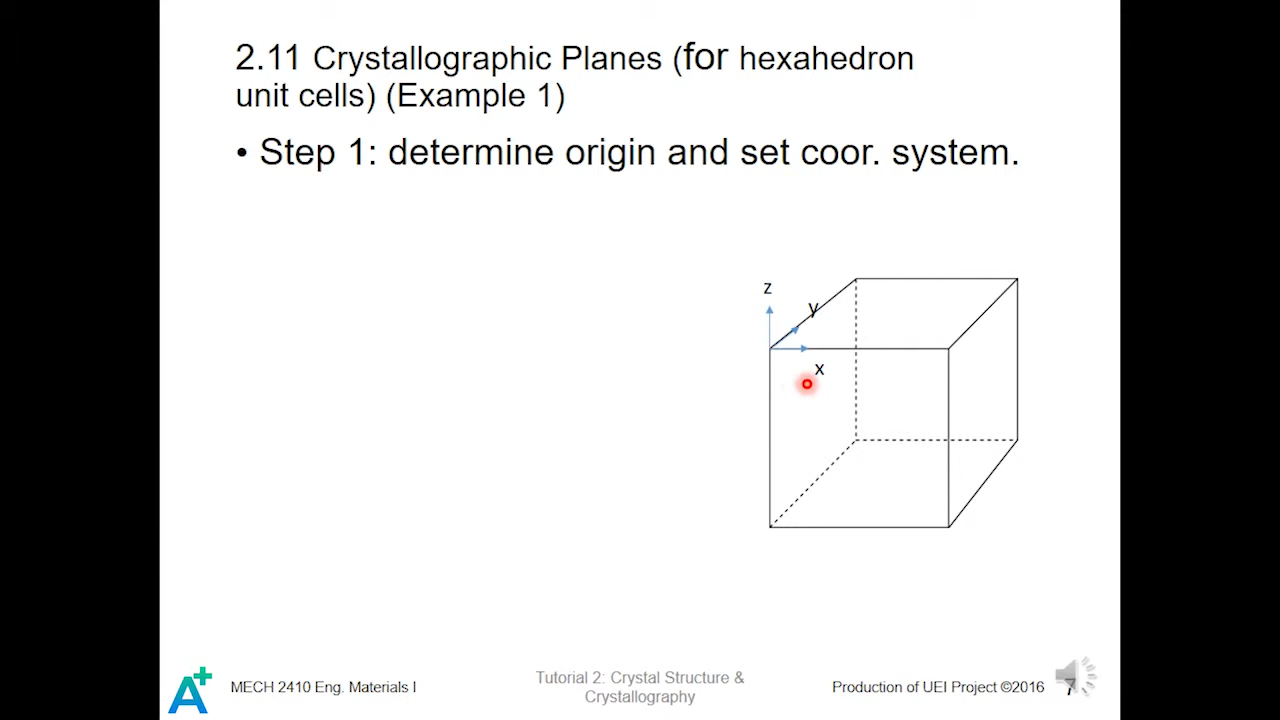 2.11 Crystallographic Planes (for hexahedron
unit cells) (Example 1)
• Step 1: determine origin and set coor. system.
z
y
x
A+
MECH 2410 Eng. Materials I
Tutorial 2: Crystal Structure &
Crystallography
Production of UEI Project ©2016
7